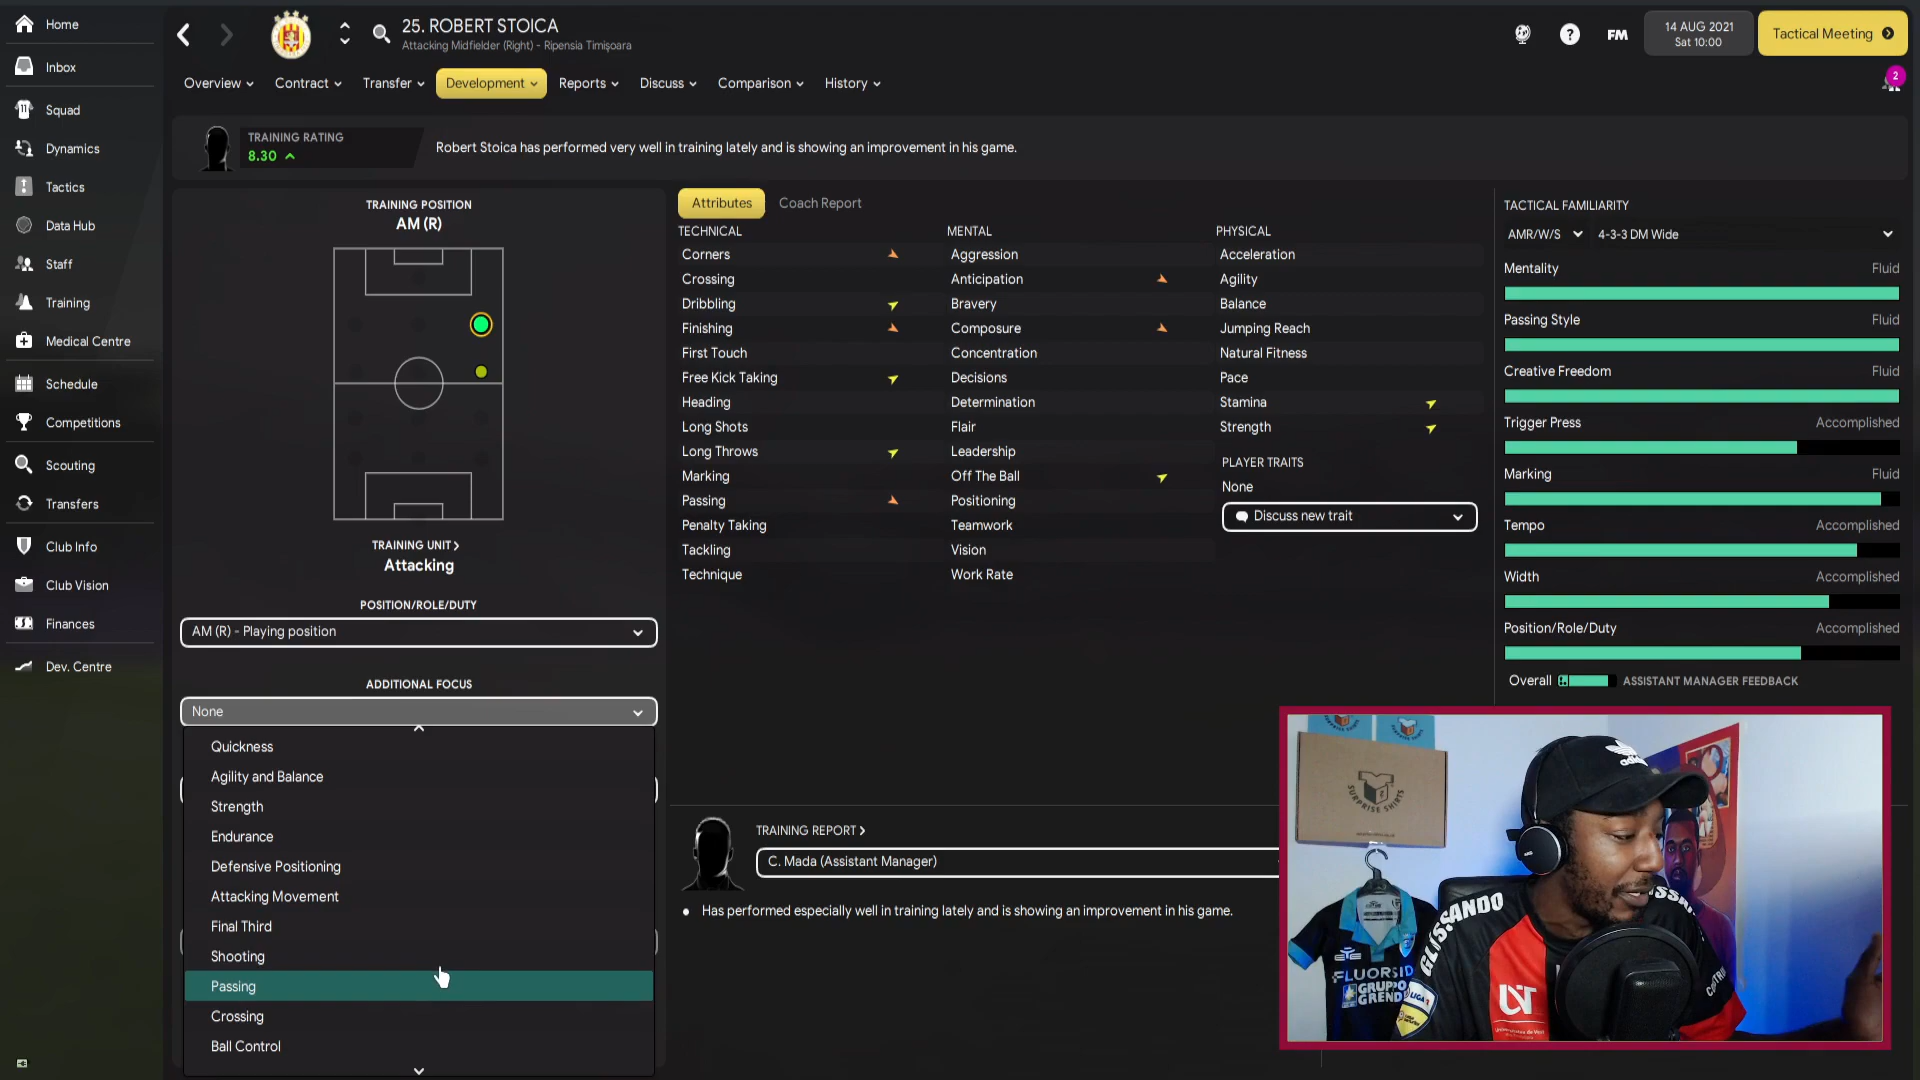 Home
Inbox
Squad
Dynamics
Tactics
Data Hub
Staff
Training
Medical Centre
Schedule
Competitions
Scouting
Transfers
Club Info
Club Vision
Finances
Dev. Centre
25. ROBERT STOICA
Attacking Midfielder (Right) - Ripensia Timişoara
FM
14 AUG 2021
Sat 10:00
Tactical Meeting
2
Overview
Contract
Transfer
Development
Reports
Discuss
Comparison
History
TRAINING RATING
8.30
Robert Stoica has performed very well in training lately and is showing an improvement in his game.
TRAINING POSITION
AM (R)
TRAINING UNIT
Attacking
POSITION/ROLE/DUTY
AM (R) - Playing position
ADDITIONAL FOCUS
None
Quickness
Agility and Balance
Strength
Endurance
Defensive Positioning
Attacking Movement
Final Third
Shooting
Passing
Crossing
Ball Control
Attributes
Coach Report
TECHNICAL
Corners
Crossing
Dribbling
Finishing
First Touch
Free Kick Taking
Heading
Long Shots
Long Throws
Marking
Passing
Penalty Taking
Tackling
Technique
MENTAL
Aggression
Anticipation
Bravery
Composure
Concentration
Decisions
Determination
Flair
Leadership
Off The Ball
Positioning
Teamwork
Vision
Work Rate
PHYSICAL
Acceleration
Agility
Balance
Jumping Reach
Natural Fitness
Pace
Stamina
Strength
PLAYER TRAITS
None
Discuss new trait
TRAINING REPORT
C. Mada (Assistant Manager)
Has performed especially well in training lately and is showing an improvement in his game.
TACTICAL FAMILIARITY
AMR/W/S
4-3-3 DM Wide
Mentality Fluid
Passing Style Fluid
Creative Freedom Fluid
Trigger Press Accomplished
Marking Fluid
Tempo Accomplished
Width Accomplished
Position/Role/Duty Accomplished
Overall
ASSISTANT MANAGER FEEDBACK
SURPRISE SHIRTS
adidas
FLUORSID
GRUPPO
GREND
GLISSANDO
LIGA